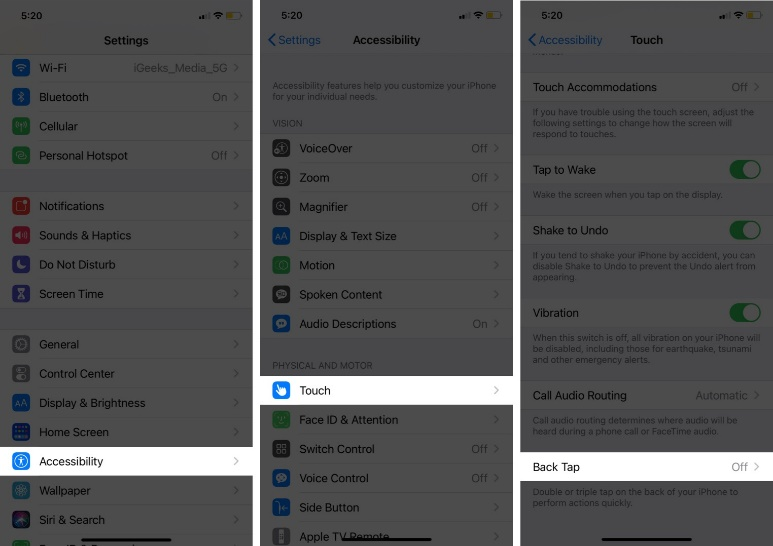 5:20
Settings
Wi-Fi iGeeks_Media_5G
Bluetooth On
Cellular
Personal Hotspot Off
Notifications
Sounds & Haptics
Do Not Disturb
Screen Time
General
Control Center
Display & Brightness
Home Screen
Accessibility
Wallpaper
Siri & Search
5:20
Settings Accessibility
Accessibility features help you customize your iPhone
for your individual needs.
VISION
VoiceOver Off
Zoom Off
Magnifier Off
Display & Text Size
Motion
Spoken Content
Audio Descriptions On
PHYSICAL AND MOTOR
Touch
Face ID & Attention
Switch Control Off
Voice Control Off
Side Button
Apple TV Remote
5:20
Accessibility Touch
Touch Accommodations Off
If you have trouble using the touch screen, adjust the
following settings to change how the screen will
respond to touches.
Tap to Wake
Wake the screen when you tap on the display.
Shake to Undo
If you tend to shake your iPhone by accident, you can
disable Shake to Undo to prevent the Undo alert from
appearing.
Vibration
When this switch is off, all vibration on your iPhone will
be disabled, including those for earthquake, tsunami
and other emergency alerts.
Call Audio Routing Automatic
Call audio routing determines where audio will be
heard during a phone call or FaceTime audio.
Back Tap Off
Double or triple tap on the back of your iPhone to
perform actions quickly.